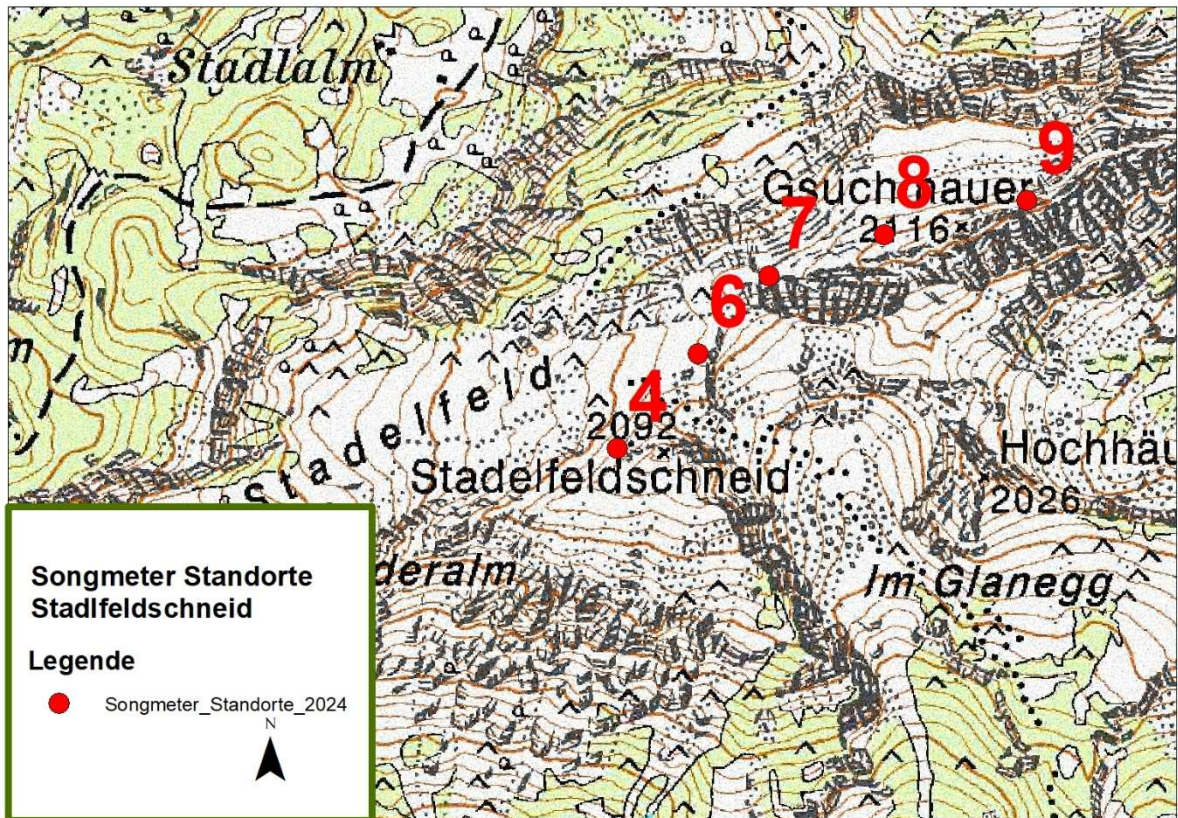 Stadlalm
9
8
Gsuchmauer
7
2116
6
Stadelfeld
4
2092
Stadelfeldschneid
Hochhäu
2026
Im Glanegg
deralm
Songmeter Standorte
Stadlfeldschneid
Legende
Songmeter_Standorte_2024
N